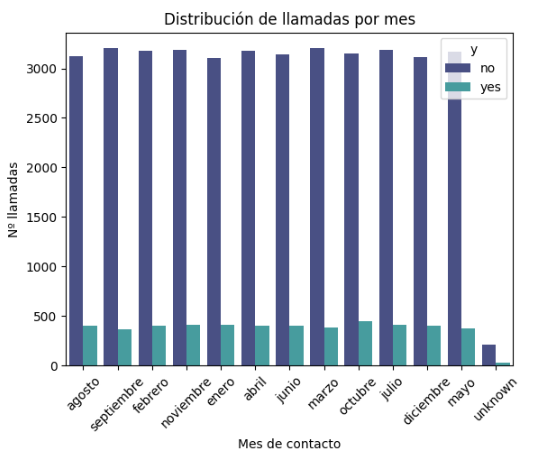 Distribución de llamadas por mes
y
no
yes
Nº llamadas
3000
2500
2000
1500
1000
500
0
agosto
septiembre
febrero
noviembre
enero
abril
junio
marzo
octubre
julio
diciembre
mayo
unknown
Mes de contacto